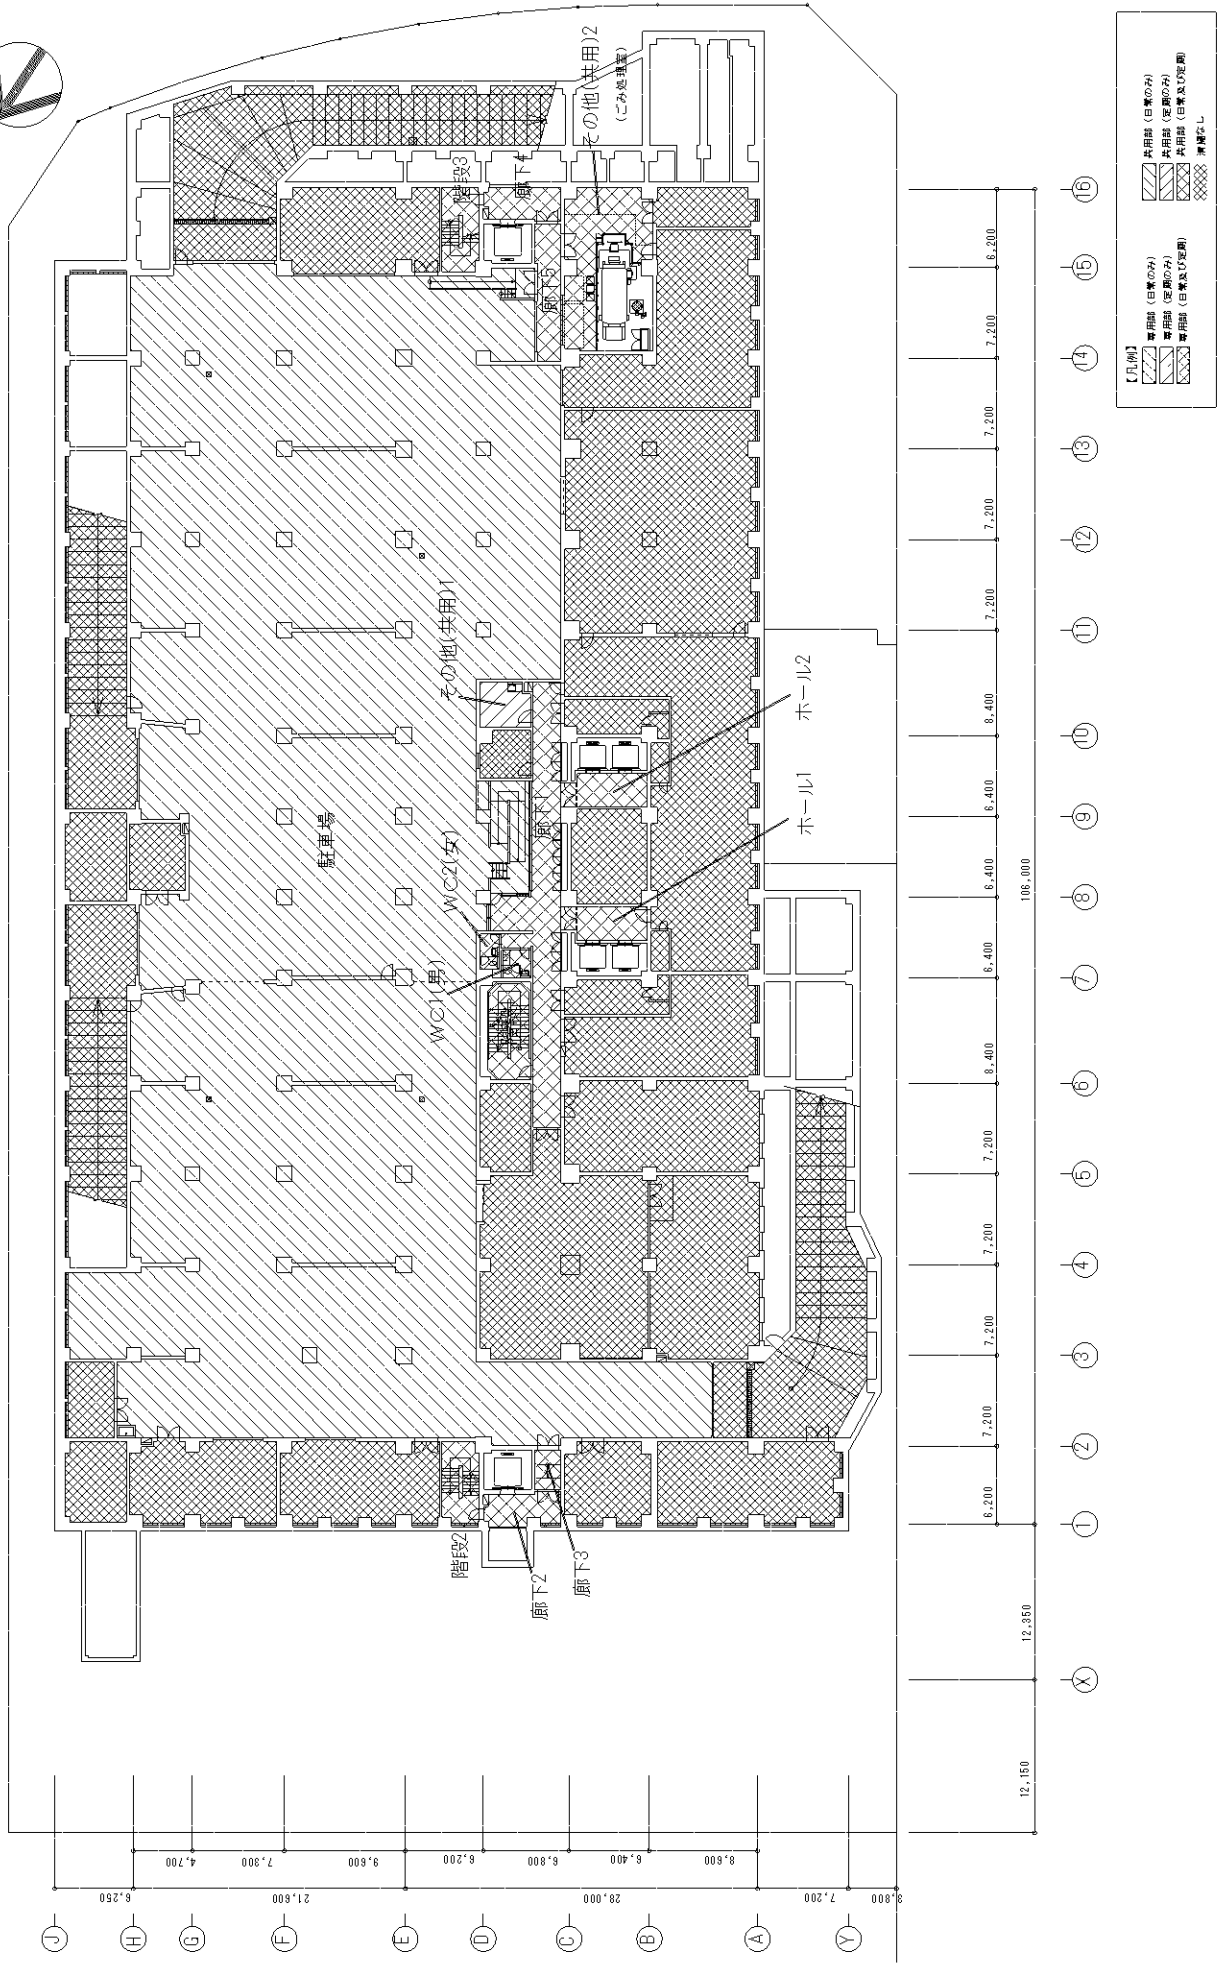 【凡例】
専用部（日常のみ）
専用部（定期のみ）
専用部（日常及び定期）
共用部（日常のみ）
共用部（定期のみ）
共用部（日常及び定期）
清掃なし
その他(共用)2
(ごみ処理室)
階段3
廊下4
廊下5
その他(共用)1
駐車場
廊下1
ホール2
ホール1
WC2(女)
WC1(男)
階段2
廊下2
廊下3
16
15
14
13
12
11
10
9
8
7
6
5
4
3
2
1
X
6,200
7,200
7,200
7,200
7,200
8,400
6,400
6,400
6,400
8,400
7,200
7,200
7,200
7,200
6,200
106,000
12,350
12,150
J
H
G
F
E
D
C
B
A
Y
4,700
7,300
9,600
6,200
6,800
6,400
8,600
6,250
21,600
28,000
7,200
3,800